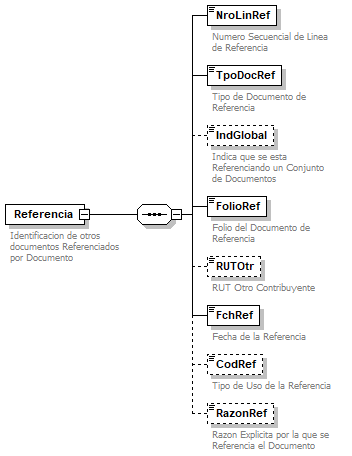 NroLinRef
Numero Secuencial de Linea
de Referencia
TpoDocRef
Tipo de Documento de
Referencia
IndGlobal
Indica que se esta
Referenciando un Conjunto
de Documentos
Referencia
Identificacion de otros
documentos Referenciados
por Documento
FolioRef
Folio del Documento de
Referencia
RUTOtr
RUT Otro Contribuyente
FchRef
Fecha de la Referencia
CodRef
Tipo de Uso de la Referencia
RazonRef
Razon Explicita por la que se
Referencia el Documento